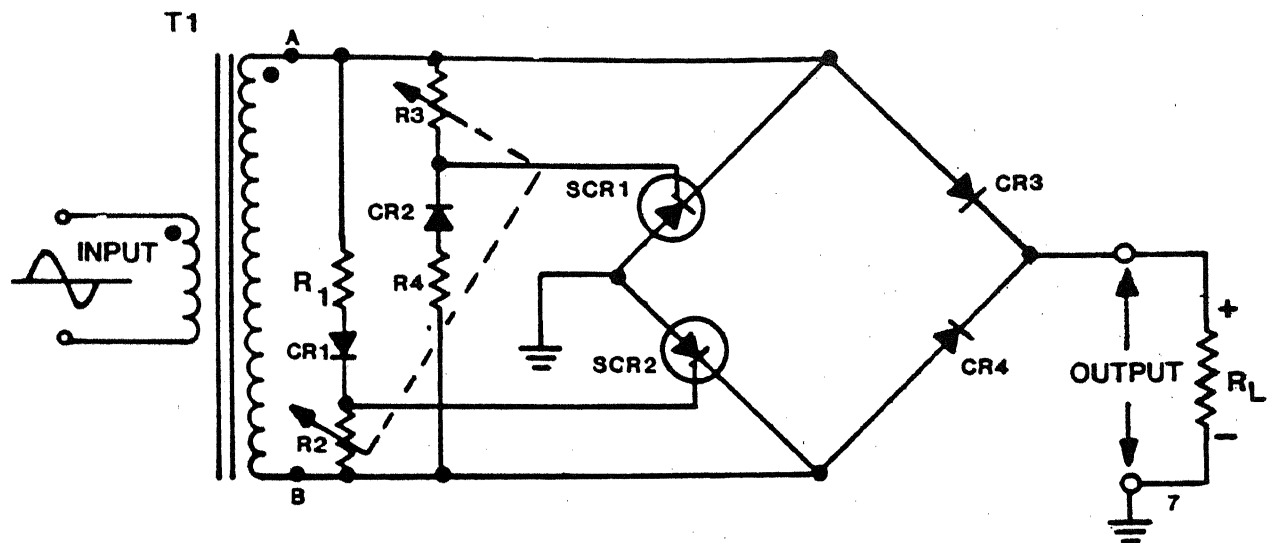 T1
A
R3
SCR1
CR3
CR2
INPUT
R1
R4
CR1
SCR2
CR4
OUTPUT
+
RL
R2
-
B
7